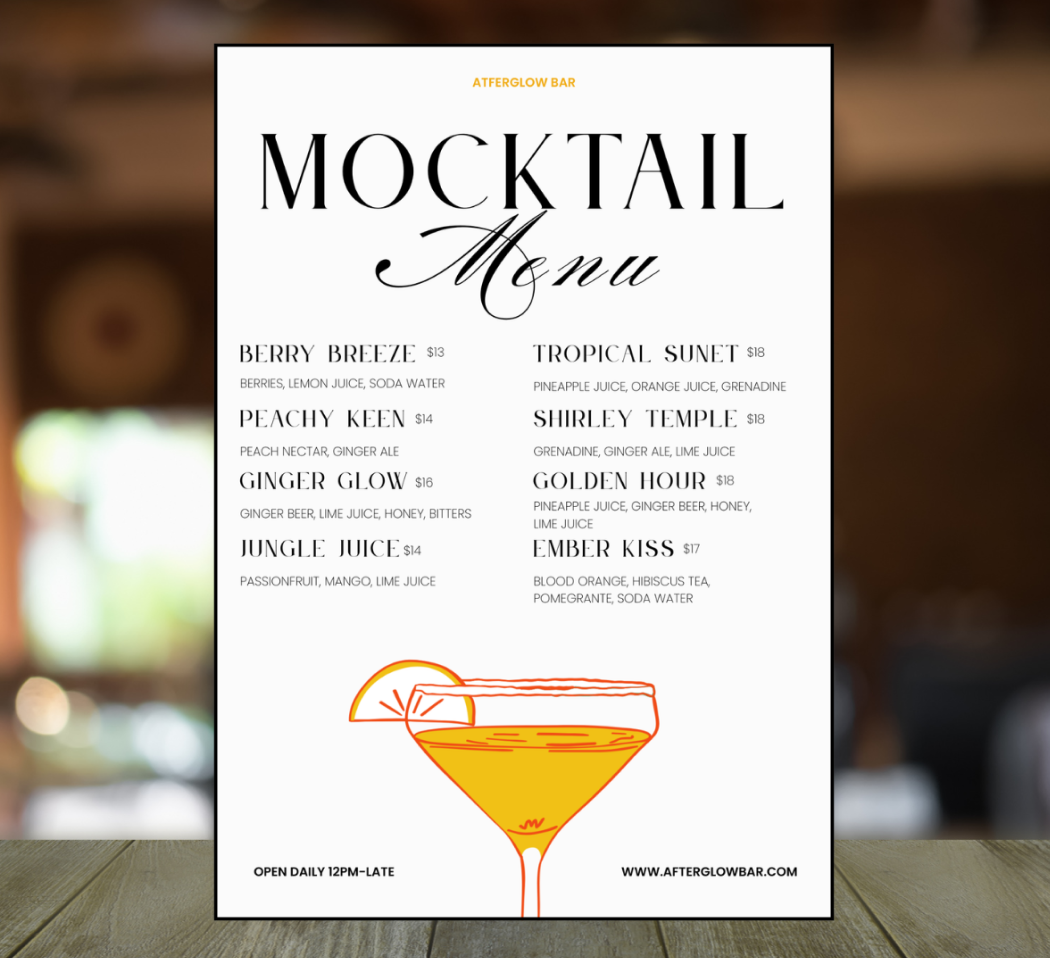 ATFERGLOW BAR
MOCKTAIL
Menu
BERRY BREEZE $13
BERRIES, LEMON JUICE, SODA WATER
PEACHY KEEN $14
PEACH NECTAR, GINGER ALE
GINGER GLOW $16
GINGER BEER, LIME JUICE, HONEY, BITTERS
JUNGLE JUICE $14
PASSIONFRUIT, MANGO, LIME JUICE
TROPICAL SUNET $18
PINEAPPLE JUICE, ORANGE JUICE, GRENADINE
SHIRLEY TEMPLE $18
GRENADINE, GINGER ALE, LIME JUICE
GOLDEN HOUR $18
PINEAPPLE JUICE, GINGER BEER, HONEY,
LIME JUICE
EMBER KISS $17
BLOOD ORANGE, HIBISCUS TEA,
POMEGRANTE, SODA WATER
OPEN DAILY 12PM-LATE
WWW.AFTERGLOWBAR.COM